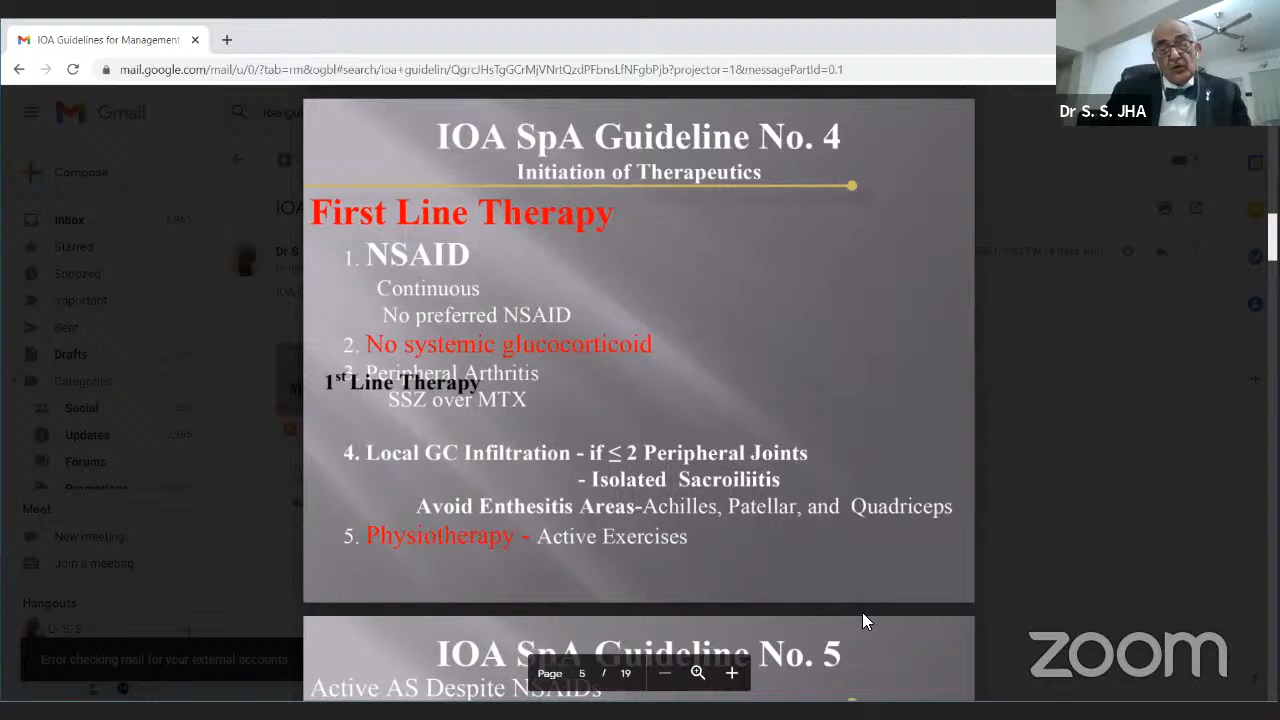 IOA Guidelines for Management
mail.google.com/mail/u/0/?tab=rm&ogbl#search/ioa+guidelin/QgrcJHsTgGCrMjVNrtQzdPFbnsLfNFgbPjb?projector=1&messagePartId=0.1
Dr S. S. JHA
Gmail
Compose
Inbox
Starred
Snoozed
Important
Sent
Drafts
Categories
Social
Updates
Forums
Promotions
Meet
New meeting
Join a meeting
Hangouts
Dr S. S
Error checking mail for your external accounts
IOA SpA Guideline No. 4
Initiation of Therapeutics
First Line Therapy
1. NSAID
Continuous
No preferred NSAID
2. No systemic glucocorticoid
3. Peripheral Arthritis
1st Line Therapy
SSZ over MTX
4. Local GC Infiltration - if ≤ 2 Peripheral Joints
- Isolated Sacroiliitis
Avoid Enthesitis Areas-Achilles, Patellar, and Quadriceps
5. Physiotherapy - Active Exercises
IOA SpA Guideline No. 5
Active AS Despite NSAIDs
Page 5 / 19
zoom